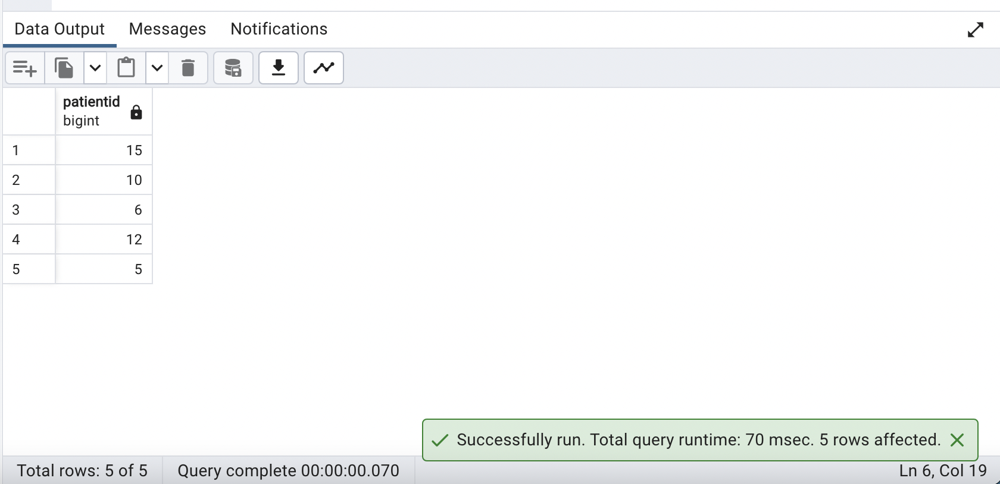 Data Output Messages Notifications
patientid
bigint
1 15
2 10
3 6
4 12
5 5
Successfully run. Total query runtime: 70 msec. 5 rows affected.
Total rows: 5 of 5 Query complete 00:00:00.070 Ln 6, Col 19